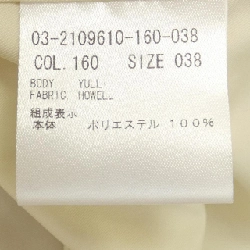 03-2109610-160-038
COL.160 SIZE 038
BODY YULI
FABRIC HOWELL
組成表示
本体 ポリエステル 100%